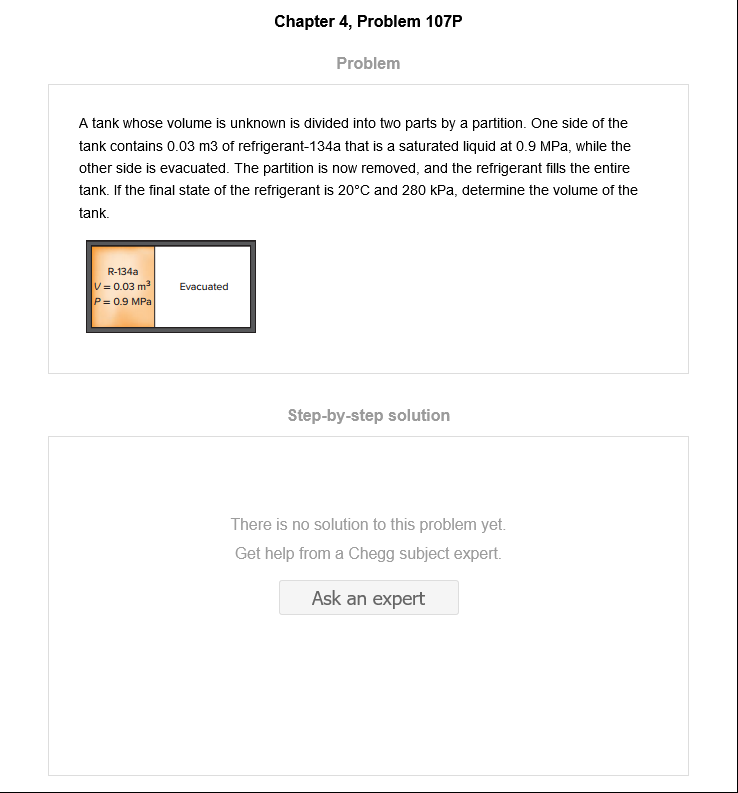 Chapter 4, Problem 107P
Problem
A tank whose volume is unknown is divided into two parts by a partition. One side of the
tank contains 0.03 m3 of refrigerant-134a that is a saturated liquid at 0.9 MPa, while the
other side is evacuated. The partition is now removed, and the refrigerant fills the entire
tank. If the final state of the refrigerant is 20°C and 280 kPa, determine the volume of the
tank.
R-134a
V = 0.03 m³
P = 0.9 MPa
Evacuated
Step-by-step solution
There is no solution to this problem yet.
Get help from a Chegg subject expert.
Ask an expert